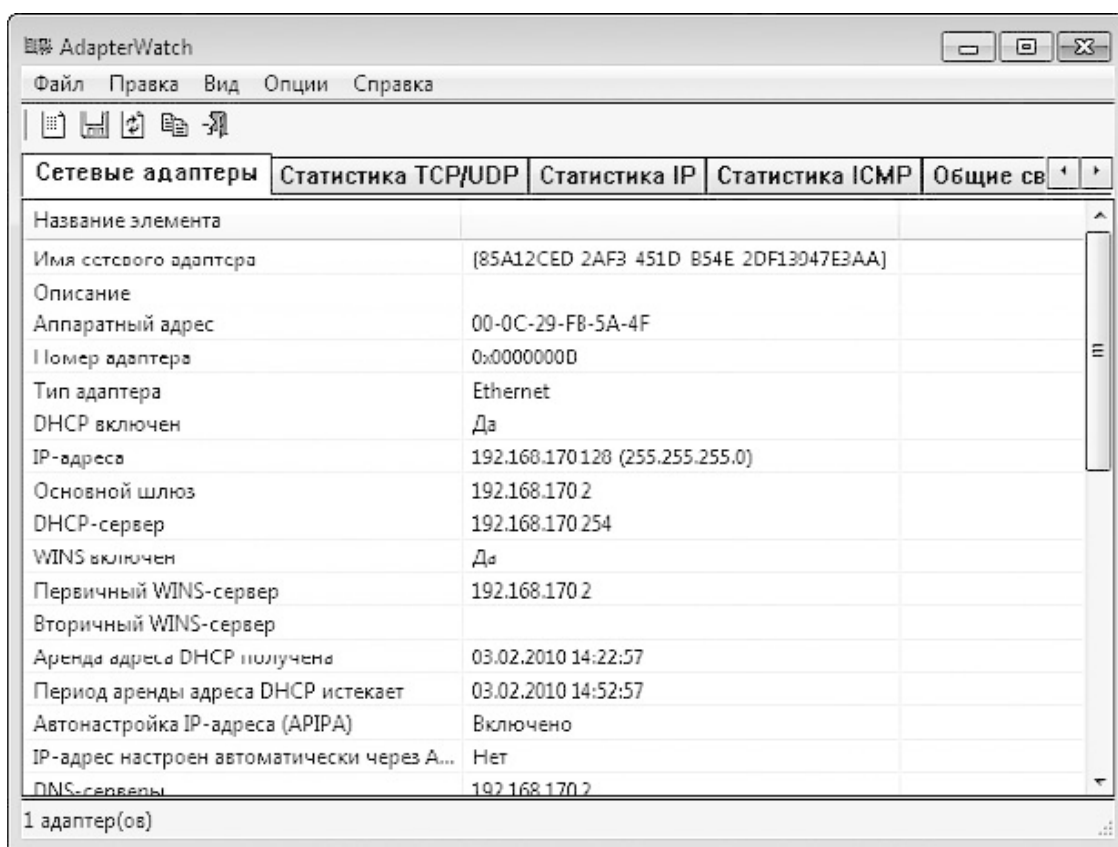 AdapterWatch
Файл Правка Вид Опции Справка
Сетевые адаптеры Статистика TCP/UDP Статистика IP Статистика ICMP Общие св
Название элемента
Имя сетевого адаптера {85A12CED-2AF3-451D-B54E-2DF13947E3AA}
Описание
Аппаратный адрес 00-0C-29-FB-5A-4F
Номер адаптера 0x0000000B
Тип адаптера Ethernet
DHCP включен Да
IP-адреса 192.168.170.128 (255.255.255.0)
Основной шлюз 192.168.170.2
DHCP-сервер 192.168.170.254
WINS включен Да
Первичный WINS-сервер 192.168.170.2
Вторичный WINS-сервер
Аренда адреса DHCP получена 03.02.2010 14:22:57
Период аренды адреса DHCP истекает 03.02.2010 14:52:57
Автонастройка IP-адреса (APIPA) Включено
IP-адрес настроен автоматически через A... Нет
DNS-серверы 192.168.170.2
1 адаптер(ов)